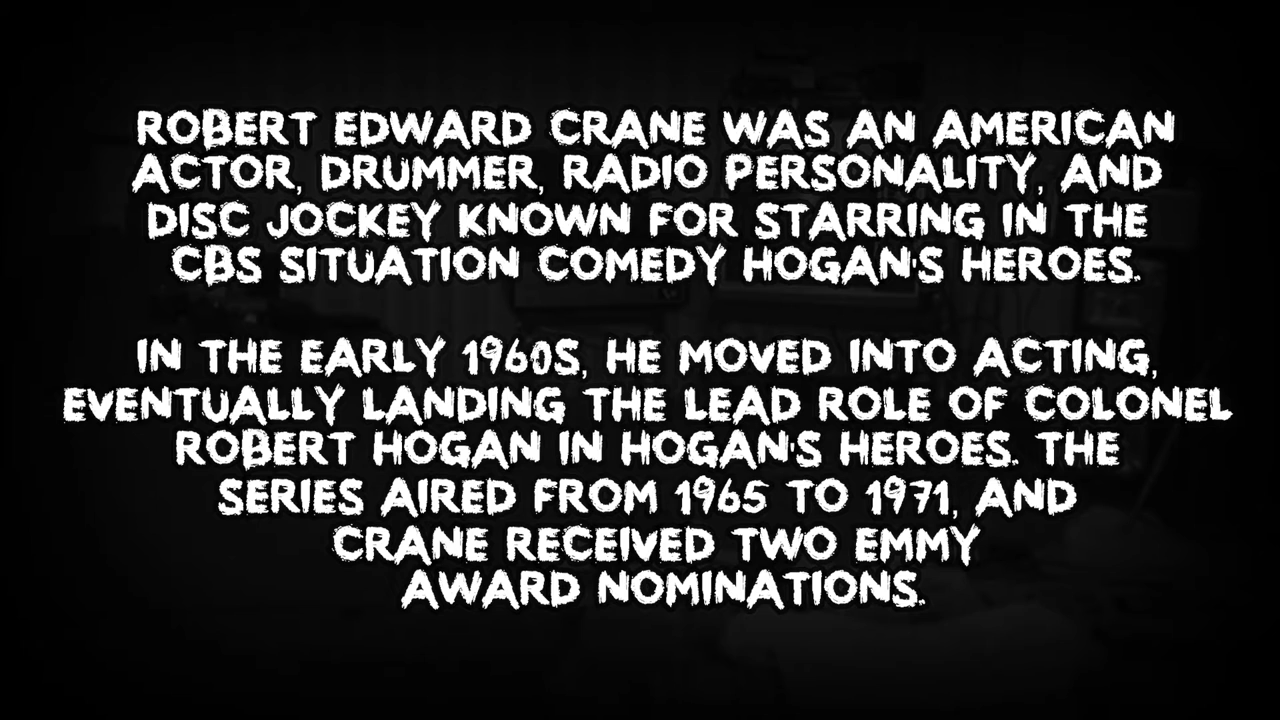 ROBERT EDWARD CRANE WAS AN AMERICAN
ACTOR, DRUMMER, RADIO PERSONALITY, AND
DISC JOCKEY KNOWN FOR STARRING IN THE
CBS SITUATION COMEDY HOGAN'S HEROES.
IN THE EARLY 1960S, HE MOVED INTO ACTING,
EVENTUALLY LANDING THE LEAD ROLE OF COLONEL
ROBERT HOGAN IN HOGAN'S HEROES. THE
SERIES AIRED FROM 1965 TO 1971, AND
CRANE RECEIVED TWO EMMY
AWARD NOMINATIONS.